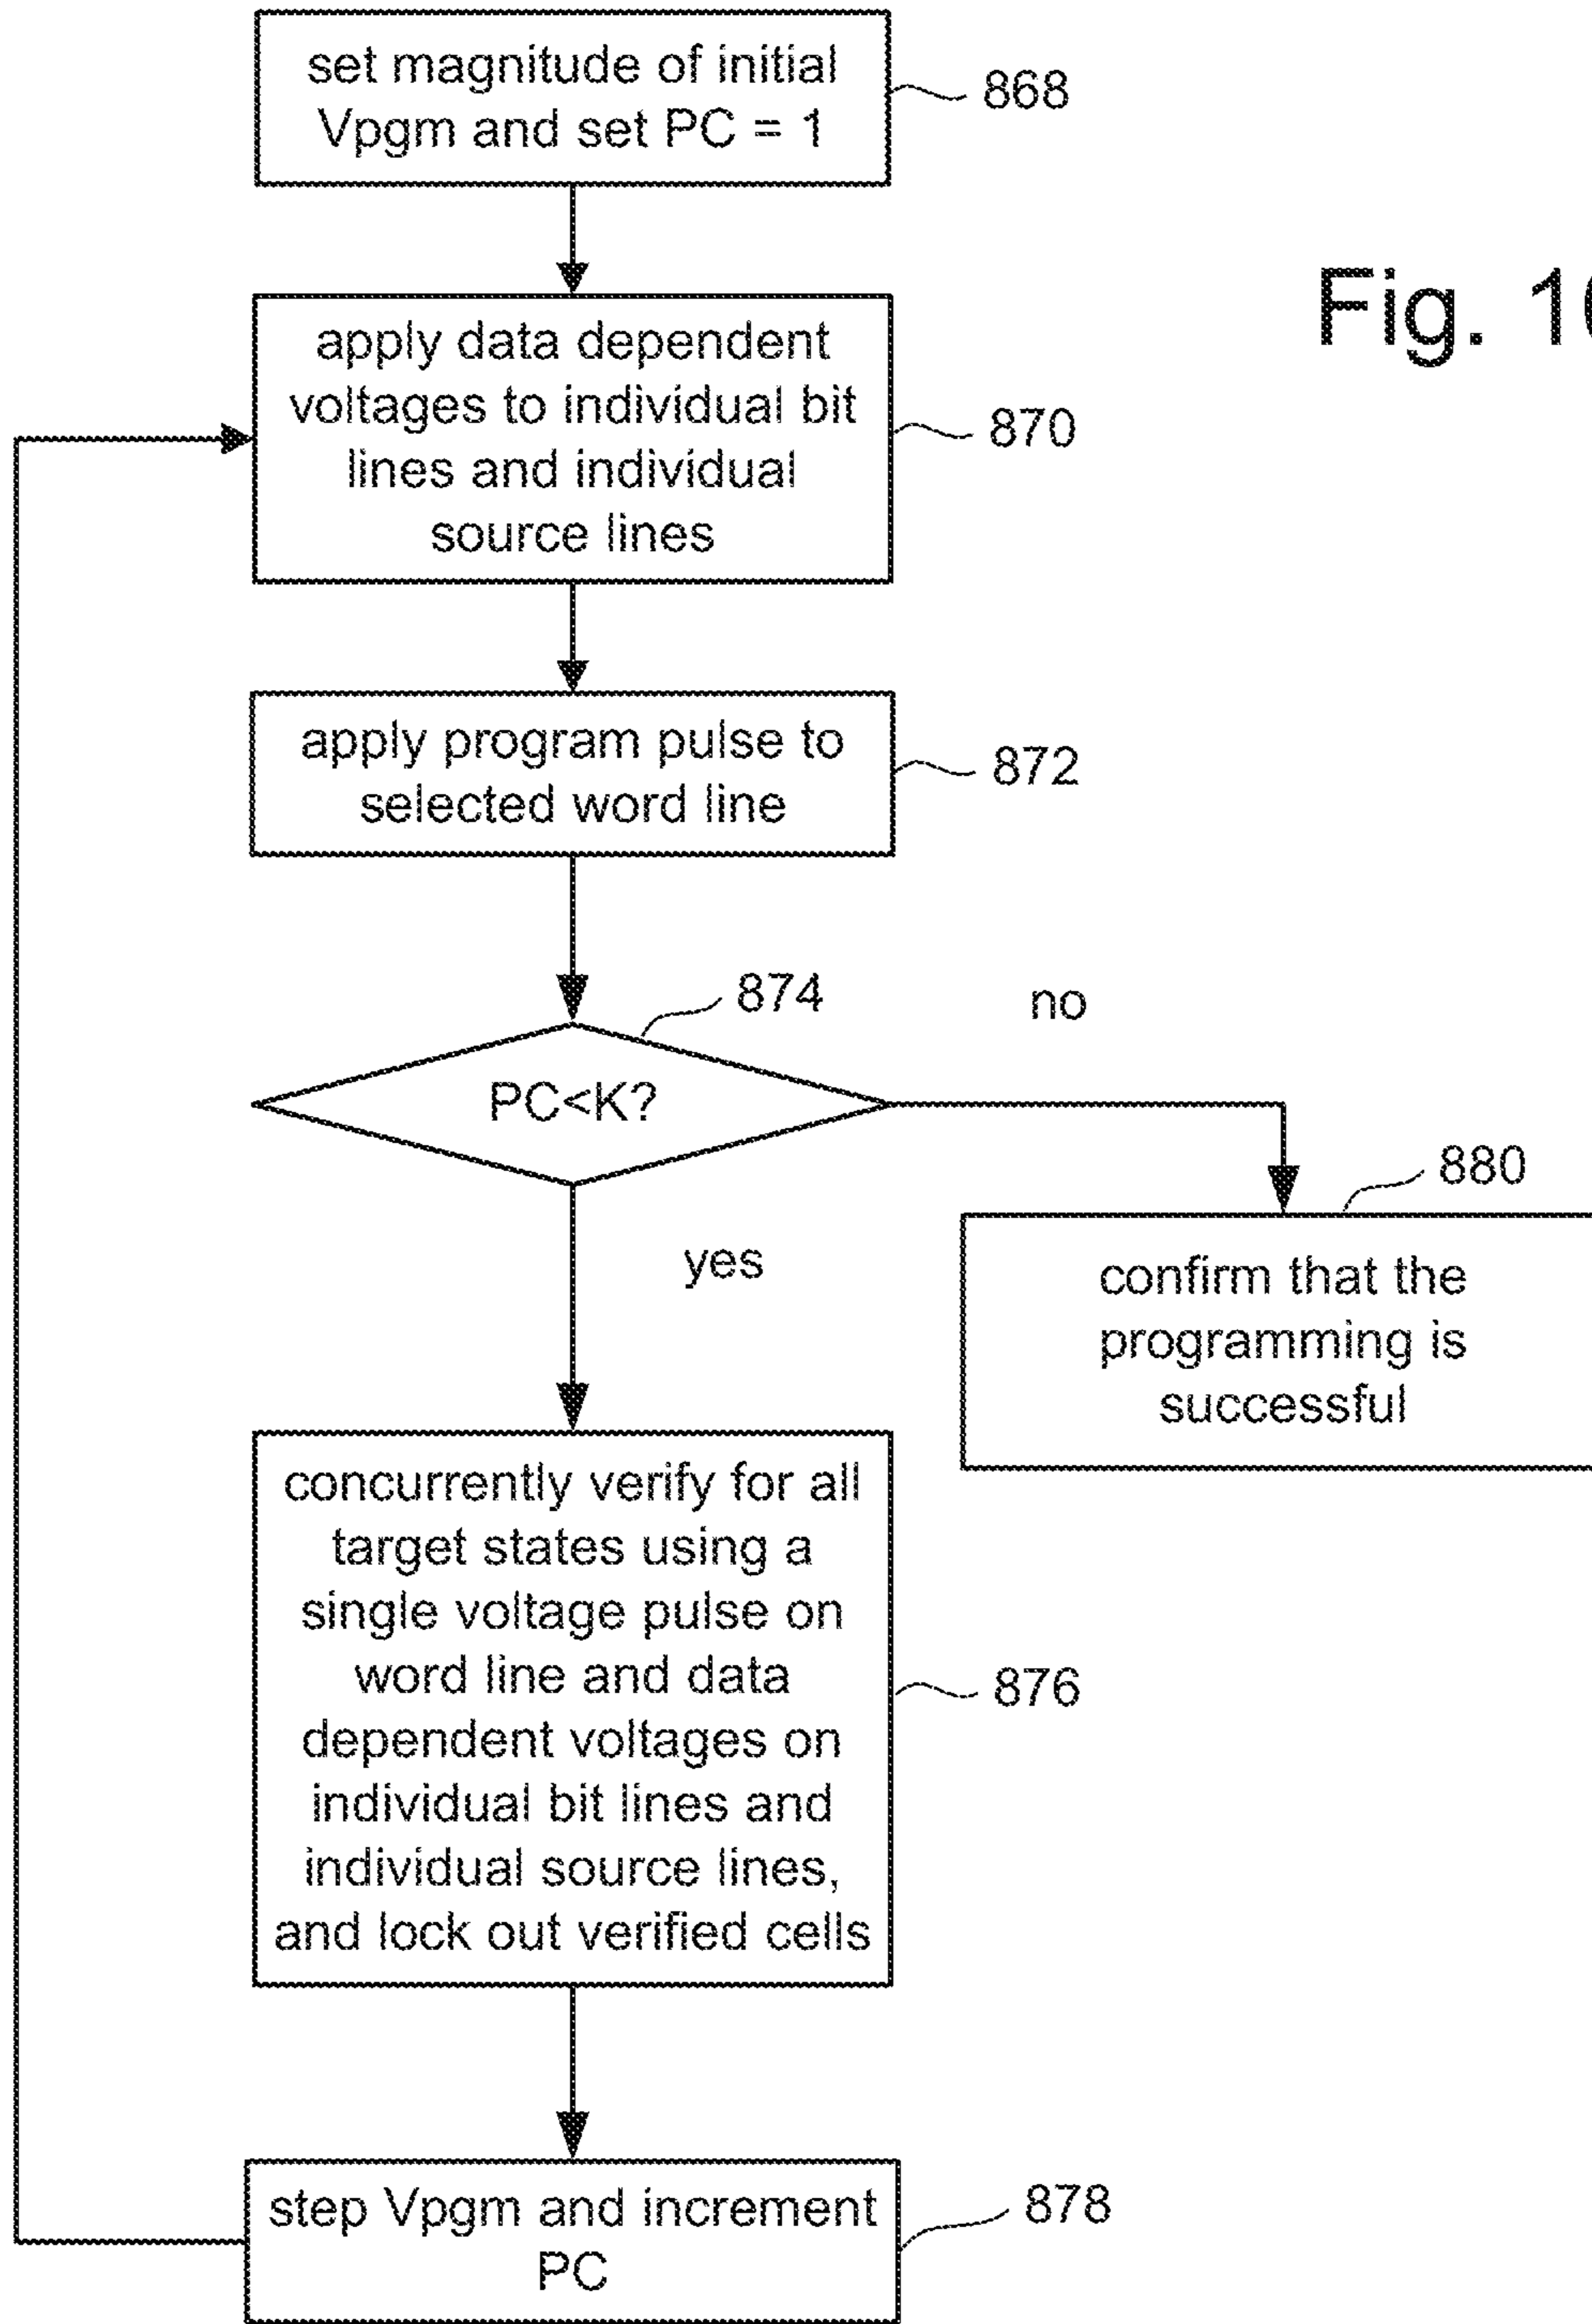 set magnitude of initial
Vpgm and set PC = 1
868
Fig. 16
apply data dependent
voltages to individual bit
lines and individual
source lines
870
apply program pulse to
selected word line
872
874
no
PC<K?
880
yes
confirm that the
programming is
successful
concurrently verify for all
target states using a
single voltage pulse on
word line and data
dependent voltages on
individual bit lines and
individual source lines,
and lock out verified cells
876
step Vpgm and increment
PC
878